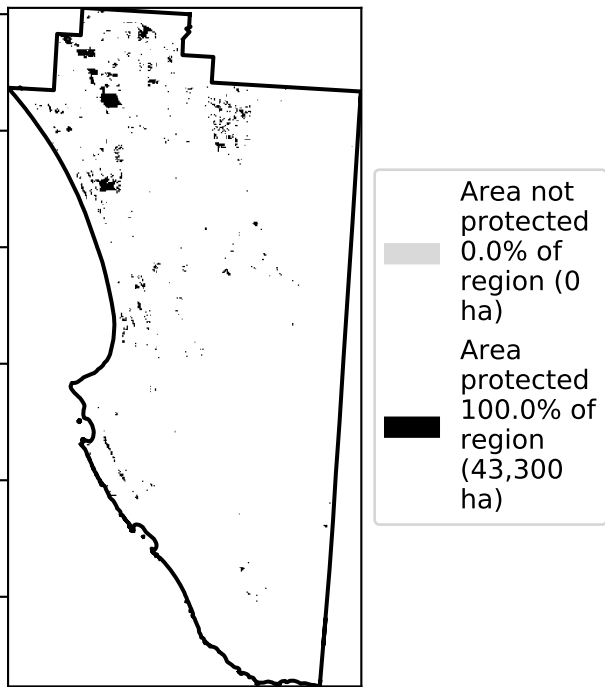 Area not
protected
0.0% of
region (0
ha)
Area
protected
100.0% of
region
(43,300
ha)